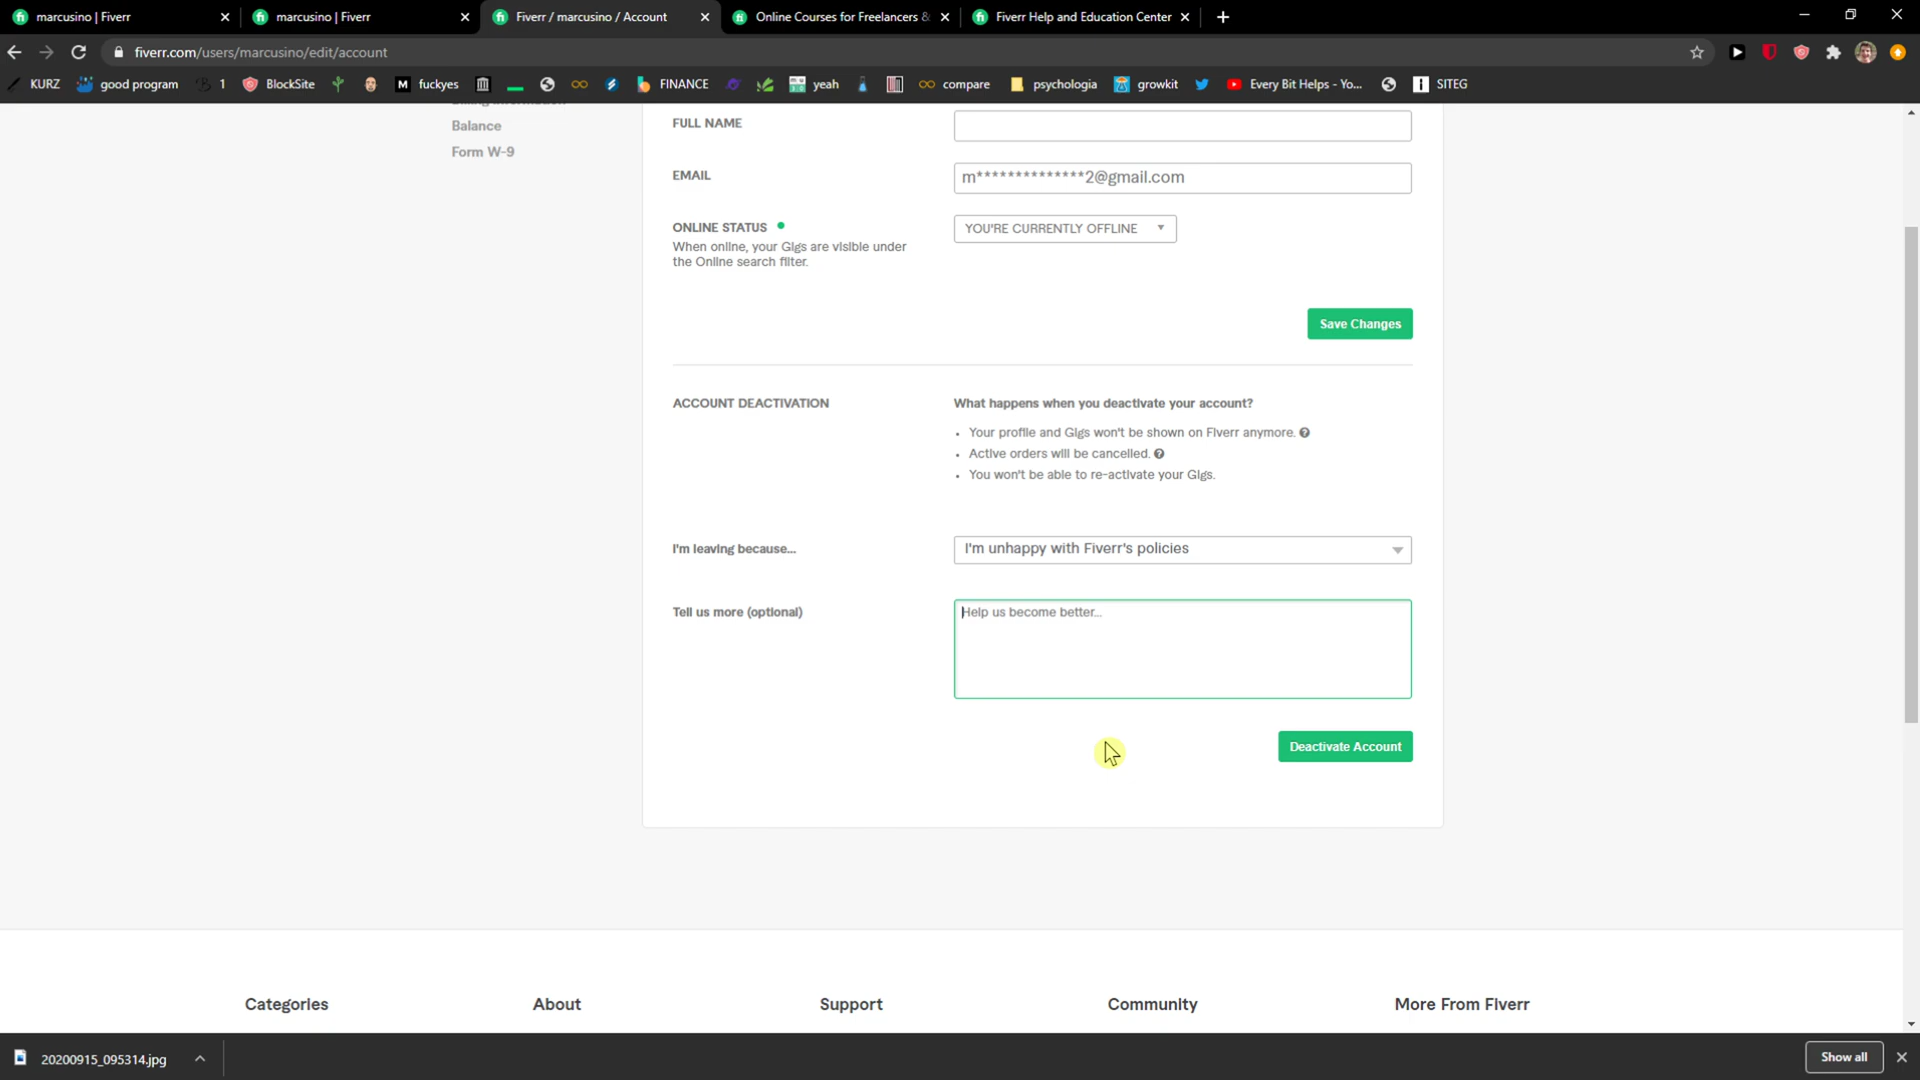 marcusino | Fiverr
marcusino | Fiverr
Fiverr / marcusino / Account
Online Courses for Freelancers &
Fiverr Help and Education Center
fiverr.com/users/marcusino/edit/account
KURZ
good program
1
BlockSite
M
fuckyes
FINANCE
yeah
compare
psychologia
growkit
Every Bit Helps - Yo...
SITEG
Billing Information
Balance
Form W-9
FULL NAME
EMAIL
m**************2@gmail.com
ONLINE STATUS
When online, your Gigs are visible under
the Online search filter.
YOU'RE CURRENTLY OFFLINE
Save Changes
ACCOUNT DEACTIVATION
What happens when you deactivate your account?
Your profile and Gigs won't be shown on Fiverr anymore.
Active orders will be cancelled.
You won't be able to re-activate your Gigs.
I'm leaving because...
I'm unhappy with Fiverr's policies
Tell us more (optional)
Help us become better...
Deactivate Account
Categories
About
Support
Community
More From Fiverr
20200915_095314.jpg
Show all